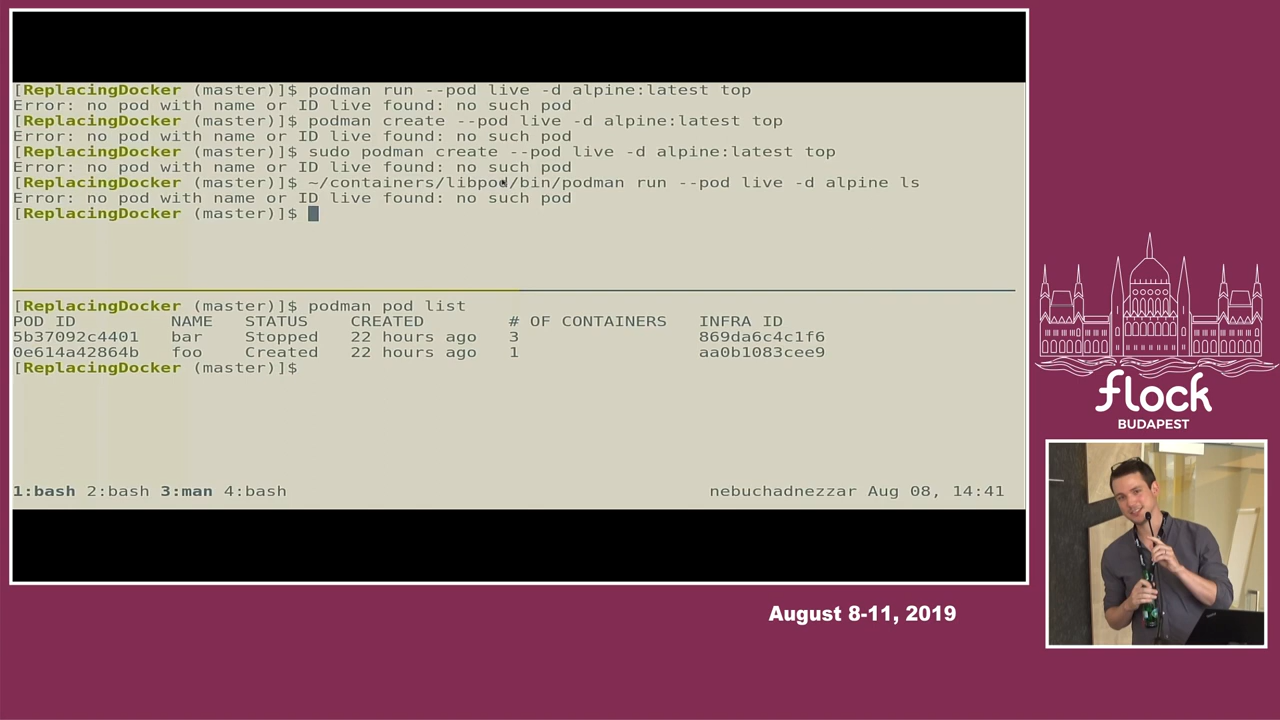 [ReplacingDocker (master)]$ podman run --pod live -d alpine:latest top
Error: no pod with name or ID live found: no such pod
[ReplacingDocker (master)]$ podman create --pod live -d alpine:latest top
Error: no pod with name or ID live found: no such pod
[ReplacingDocker (master)]$ sudo podman create --pod live -d alpine:latest top
Error: no pod with name or ID live found: no such pod
[ReplacingDocker (master)]$ ~/containers/libpod/bin/podman run --pod live -d alpine ls
Error: no pod with name or ID live found: no such pod
[ReplacingDocker (master)]$
[ReplacingDocker (master)]$ podman pod list
POD ID NAME STATUS CREATED # OF CONTAINERS INFRA ID
5b37092c4401 bar Stopped 22 hours ago 3 869da6c4c1f6
0e614a42864b foo Created 22 hours ago 1 aa0b1083cee9
[ReplacingDocker (master)]$
1:bash 2:bash 3:man 4:bash nebuchadnezzar Aug 08, 14:41
flock
BUDAPEST
August 8-11, 2019